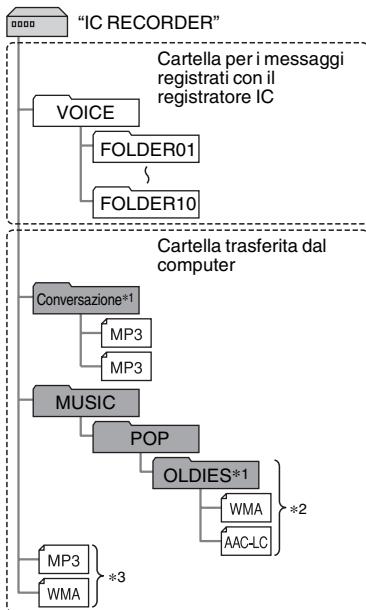 “IC RECORDER”
Cartella per i messaggi
registrati con il
registratore IC
VOICE
FOLDER01
FOLDER10
Cartella trasferita dal
computer
Conversazione*1
MP3
MP3
MUSIC
POP
OLDIES*1
WMA
*2
AAC-LC
MP3
*3
WMA